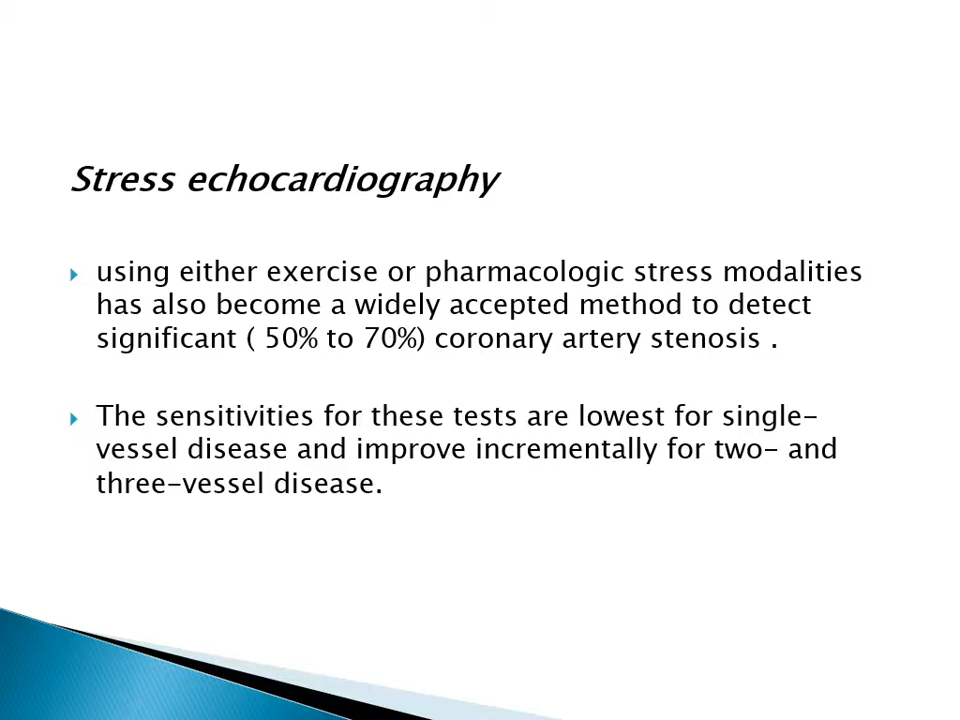 Stress echocardiography
using either exercise or pharmacologic stress modalities
has also become a widely accepted method to detect
significant ( 50% to 70%) coronary artery stenosis .
The sensitivities for these tests are lowest for single-
vessel disease and improve incrementally for two- and
three-vessel disease.